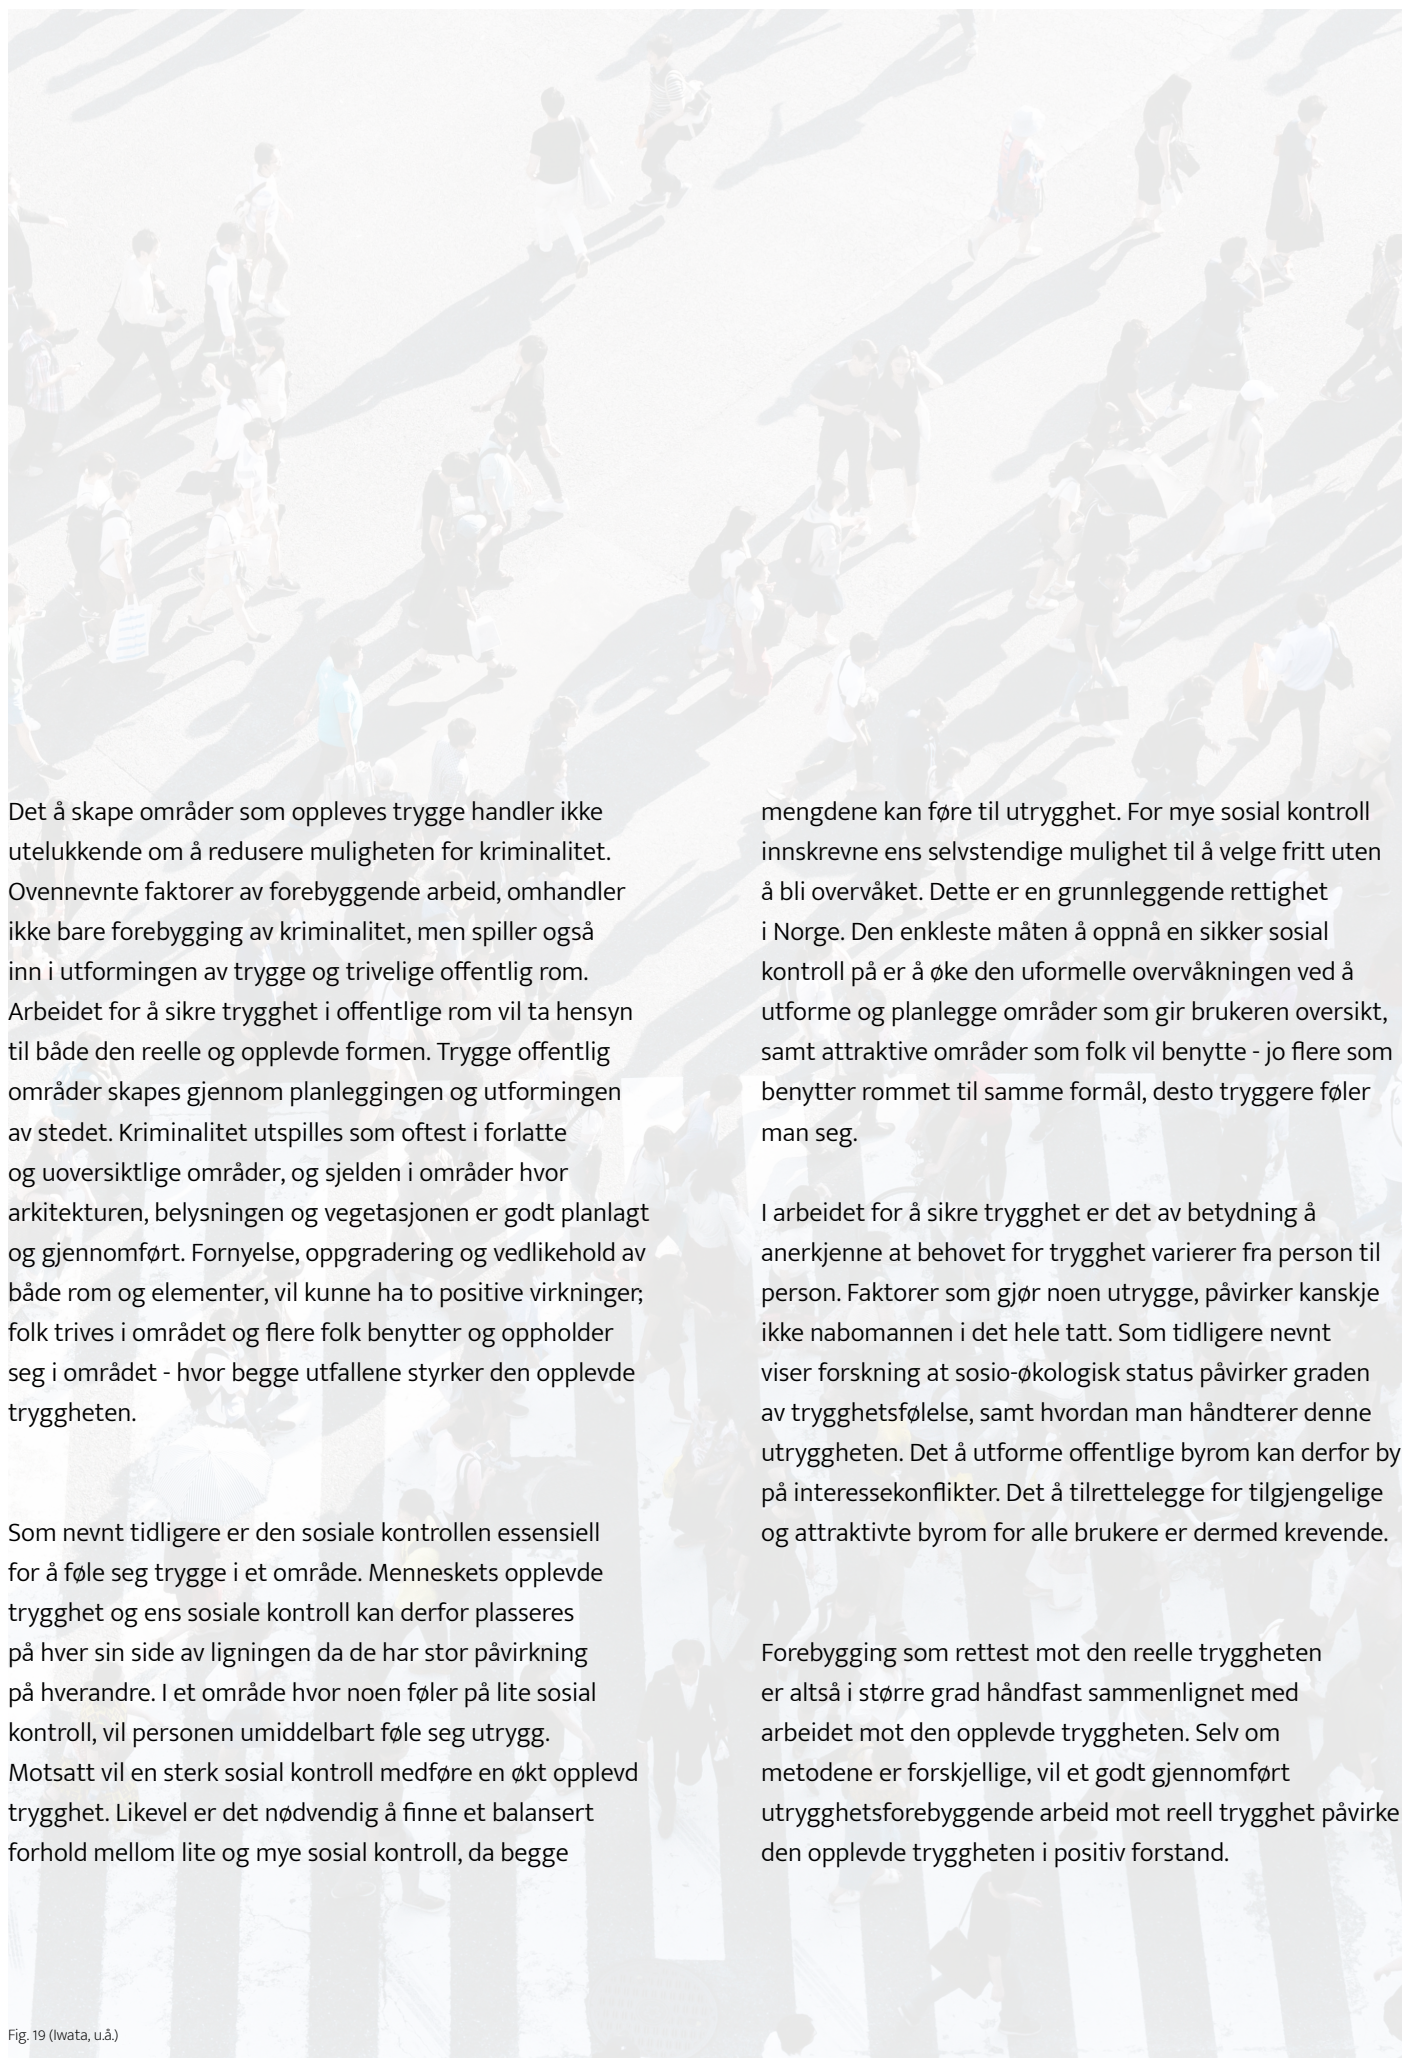 Det å skape områder som oppleves trygge handler ikke
utelukkende om å redusere muligheten for kriminalitet.
Ovennevnte faktorer av forebyggende arbeid, omhandler
ikke bare forebygging av kriminalitet, men spiller også
inn i utformingen av trygge og trivelige offentlig rom.
Arbeidet for å sikre trygghet i offentlige rom vil ta hensyn
til både den reelle og opplevde formen. Trygge offentlig
områder skapes gjennom planleggingen og utformingen
av stedet. Kriminalitet utspilles som oftest i forlatte
og uoversiktlige områder, og sjelden i områder hvor
arkitekturen, belysningen og vegetasjonen er godt planlagt
og gjennomført. Fornyelse, oppgradering og vedlikehold av
både rom og elementer, vil kunne ha to positive virkninger;
folk trives i området og flere folk benytter og oppholder
seg i området - hvor begge utfallene styrker den opplevde
tryggheten.
Som nevnt tidligere er den sosiale kontrollen essensiell
for å føle seg trygge i et område. Menneskets opplevde
trygghet og ens sosiale kontroll kan derfor plasseres
på hver sin side av ligningen da de har stor påvirkning
på hverandre. I et område hvor noen føler på lite sosial
kontroll, vil personen umiddelbart føle seg utrygg.
Motsatt vil en sterk sosial kontroll medføre en økt opplevd
trygghet. Likevel er det nødvendig å finne et balansert
forhold mellom lite og mye sosial kontroll, da begge
mengdene kan føre til utrygghet. For mye sosial kontroll
innskrevne ens selvstendige mulighet til å velge fritt uten
å bli overvåket. Dette er en grunnleggende rettighet
i Norge. Den enkleste måten å oppnå en sikker sosial
kontroll på er å øke den uformelle overvåkningen ved å
utforme og planlegge områder som gir brukeren oversikt,
samt attraktive områder som folk vil benytte - jo flere som
benytter rommet til samme formål, desto tryggere føler
man seg.
I arbeidet for å sikre trygghet er det av betydning å
anerkjenne at behovet for trygghet varierer fra person til
person. Faktorer som gjør noen utrygge, påvirker kanskje
ikke nabomannen i det hele tatt. Som tidligere nevnt
viser forskning at sosio-økologisk status påvirker graden
av trygghetsfølelse, samt hvordan man håndterer denne
utryggheten. Det å utforme offentlige byrom kan derfor by
på interessekonflikter. Det å tilrettelegge for tilgjengelige
og attraktivte byrom for alle brukere er dermed krevende.
Forebygging som rettest mot den reelle tryggheten
er altså i større grad håndfast sammenlignet med
arbeidet mot den opplevde tryggheten. Selv om
metodene er forskjellige, vil et godt gjennomført
utrygghetsforebyggende arbeid mot reell trygghet påvirke
den opplevde tryggheten i positiv forstand.
Fig. 19 (Iwata, u.å.)